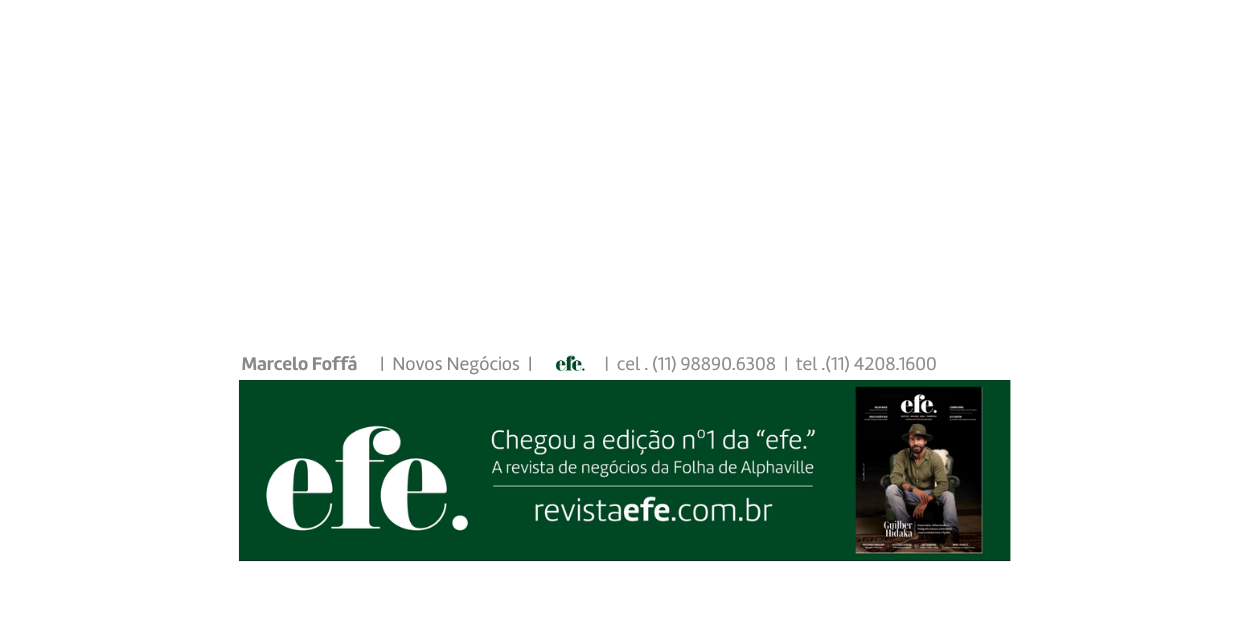 Marcelo Foffá | Novos Negócios | efe. | cel . (11) 98890.6308 | tel .(11) 4208.1600
efe.
Chegou a edição nº1 da “efe.”
A revista de negócios da Folha de Alphaville
revistaefe.com.br
efe.
Guilber
Hidaka